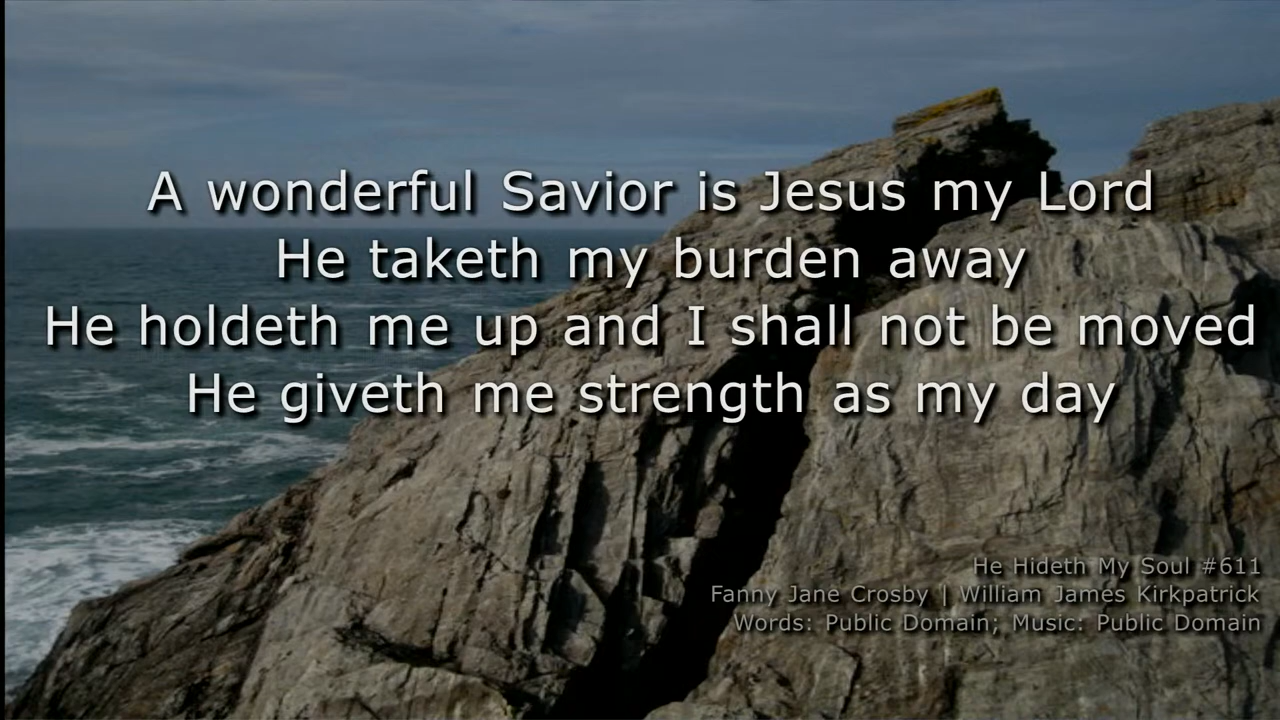 A wonderful Savior is Jesus my Lord
He taketh my burden away
He holdeth me up and I shall not be moved
He giveth me strength as my day
He Hideth My Soul #611
Fanny Jane Crosby | William James Kirkpatrick
Words: Public Domain; Music: Public Domain